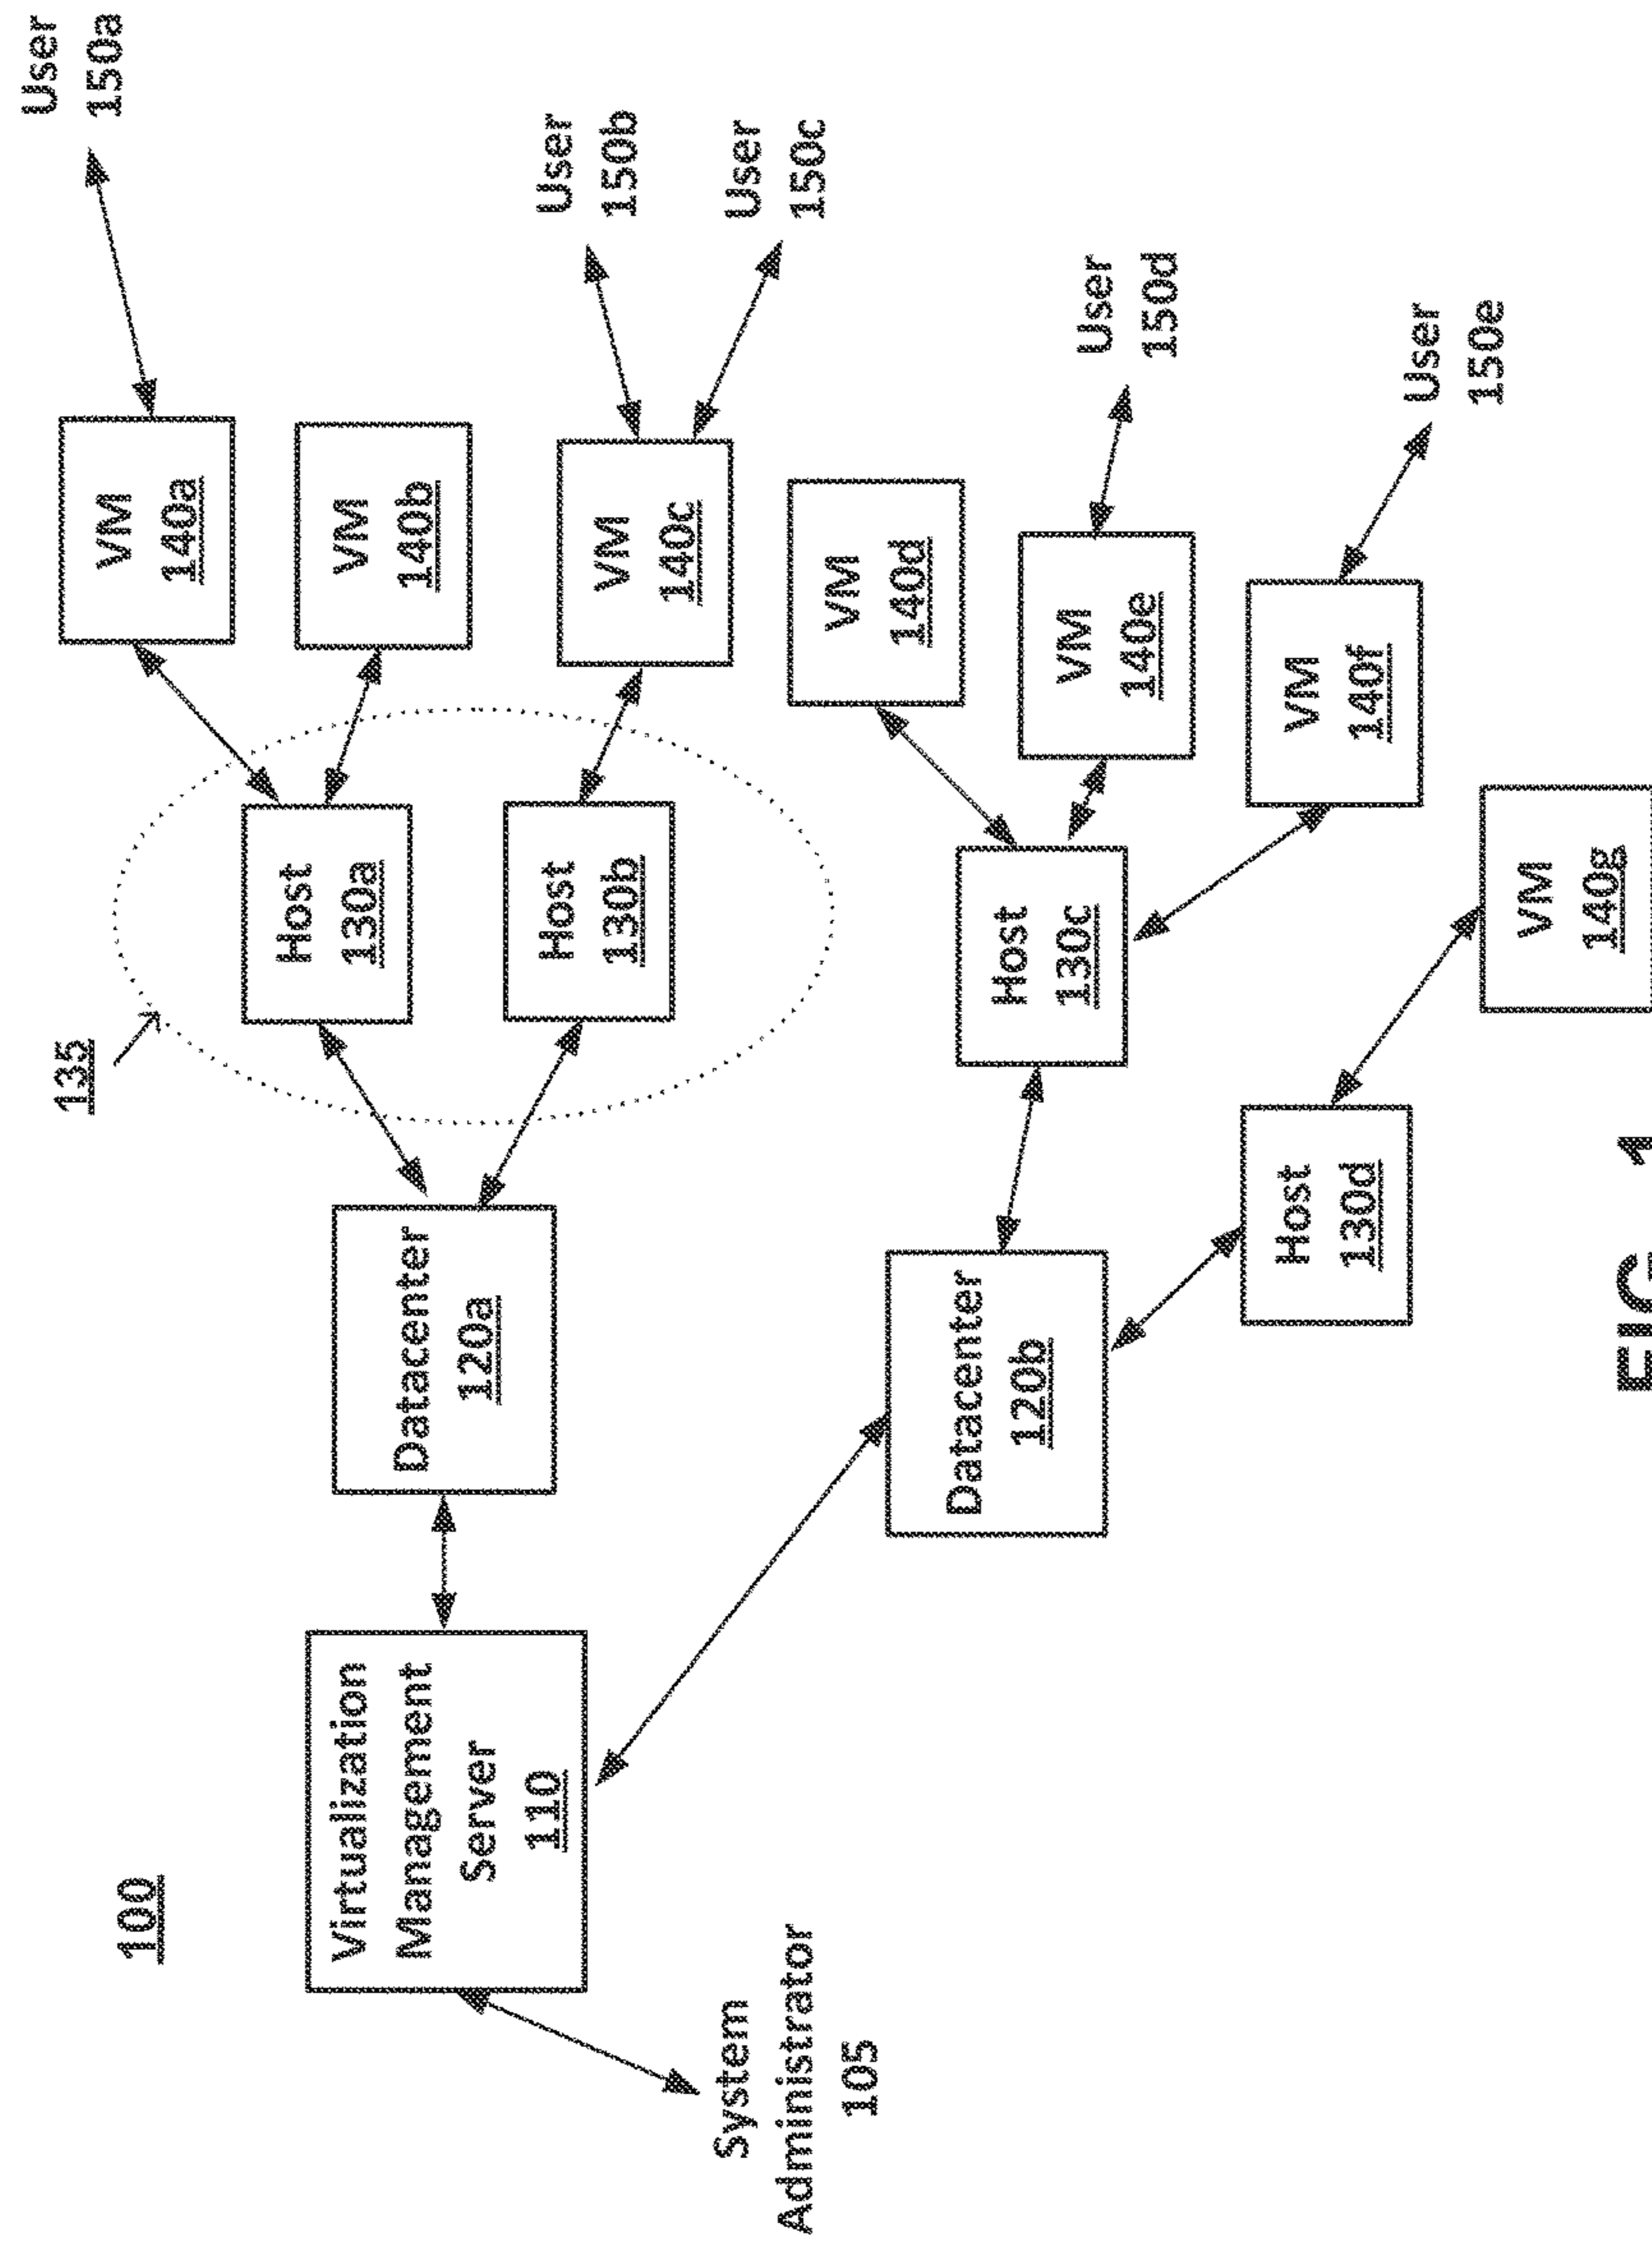 100
System
Administrator
105
Virtualization
Management
Server
110
Datacenter
120a
Datacenter
120b
135
Host
130a
Host
130b
Host
130c
Host
130d
VM
140a
VM
140b
VM
140c
VM
140d
VM
140e
VM
140f
VM
140g
User
150a
User
150b
User
150c
User
150d
User
150e
FIG. 1